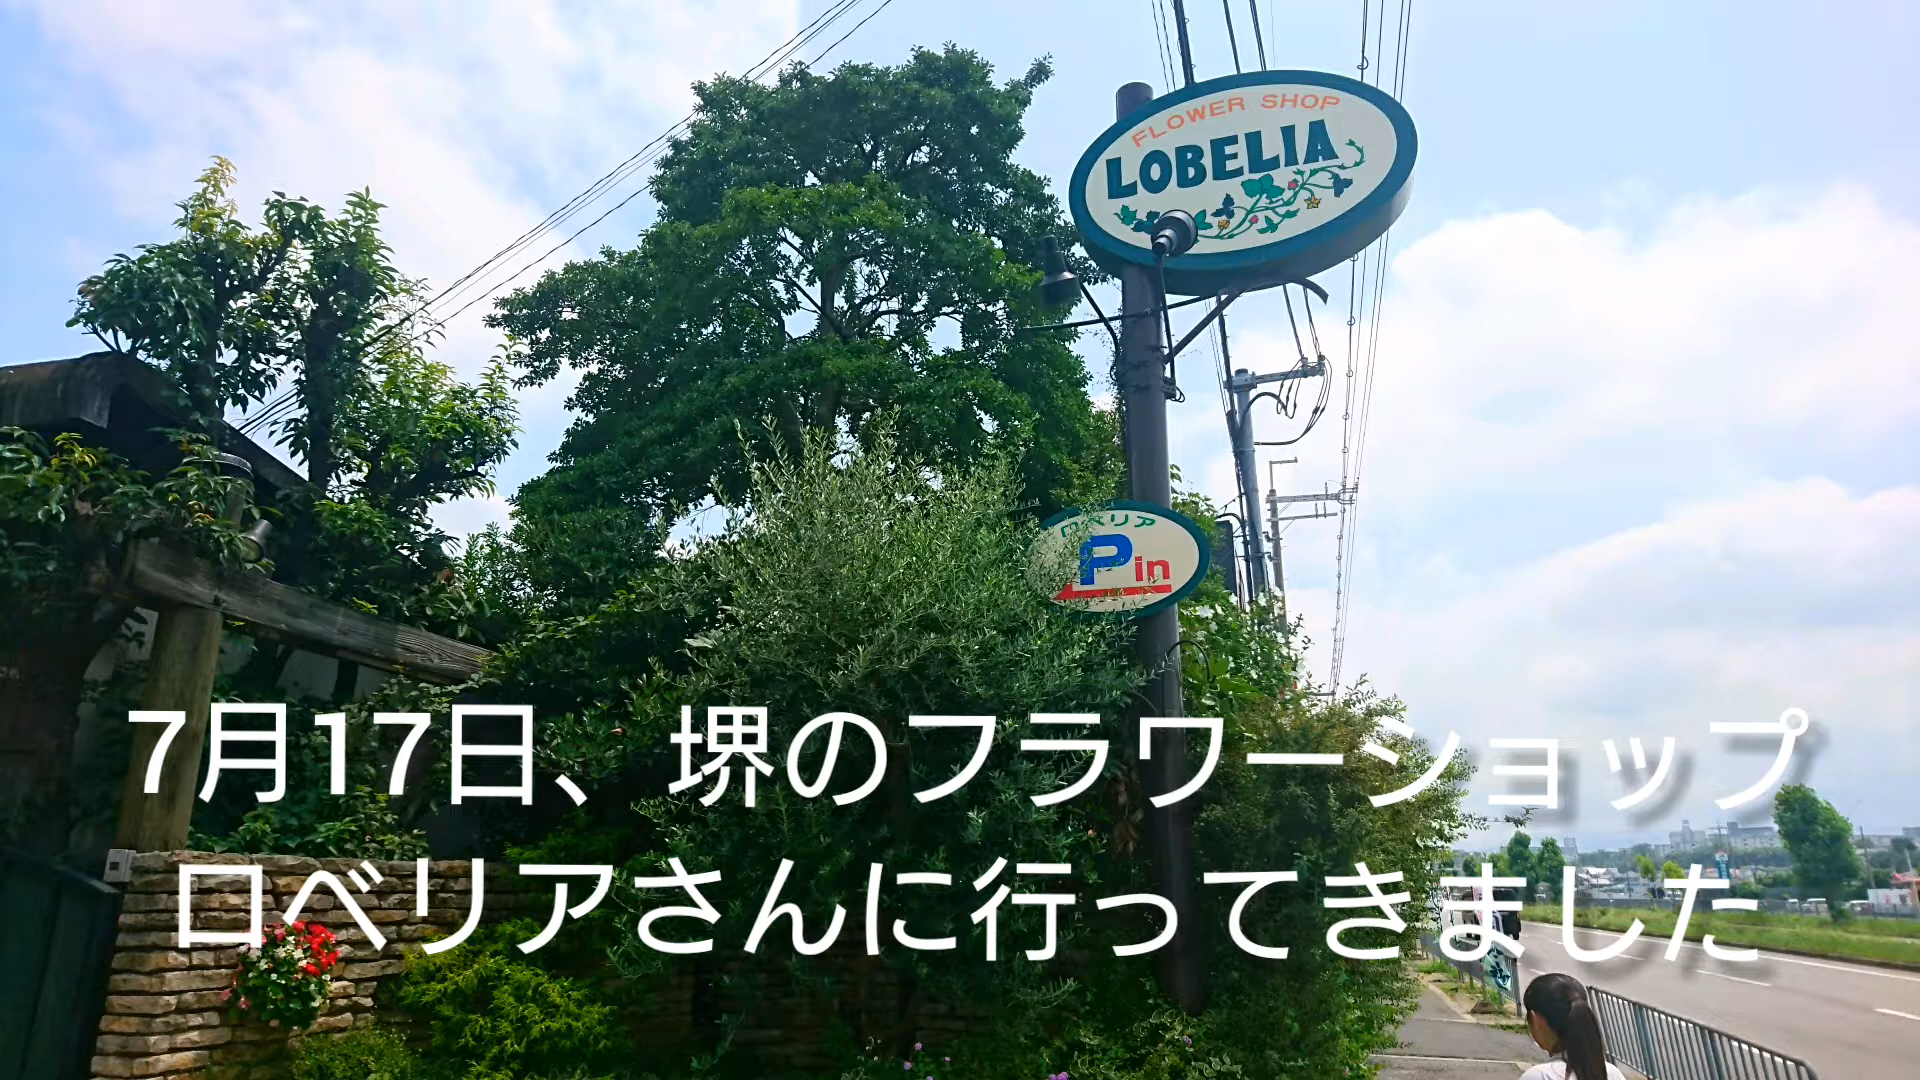 FLOWER SHOP
LOBELIA
ロベリア
Pin
7月17日、堺のフラワーショップ
ロベリアさんに行ってきました